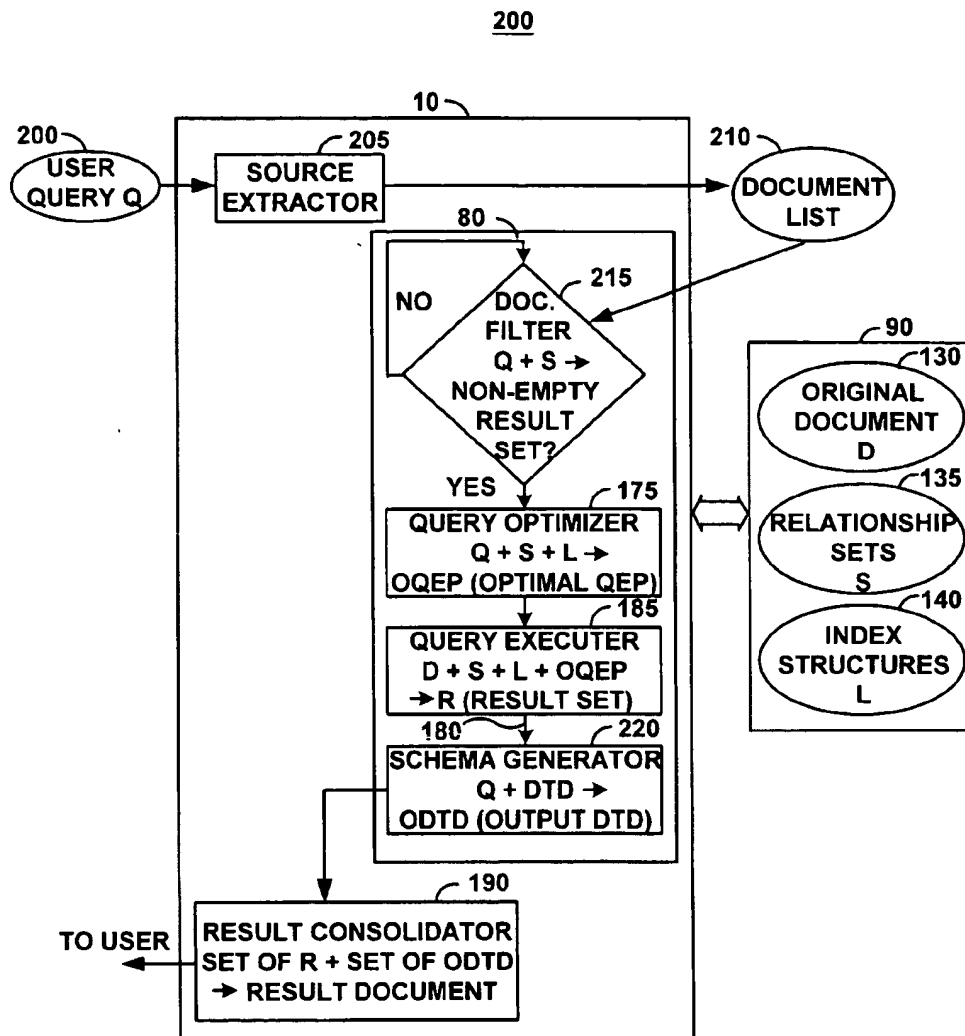 200
10
200
USER
QUERY Q
205
SOURCE
EXTRACTOR
210
DOCUMENT
LIST
80
215
NO
DOC.
FILTER
Q + S →
NON-EMPTY
RESULT
SET?
YES
90
130
ORIGINAL
DOCUMENT
D
135
RELATIONSHIP
SETS
S
140
INDEX
STRUCTURES
L
175
QUERY OPTIMIZER
Q + S + L →
OQEP (OPTIMAL QEP)
185
QUERY EXECUTER
D + S + L + OQEP
→ R (RESULT SET)
180
220
SCHEMA GENERATOR
Q + DTD →
ODTD (OUTPUT DTD)
190
RESULT CONSOLIDATOR
SET OF R + SET OF ODTD
→ RESULT DOCUMENT
TO USER